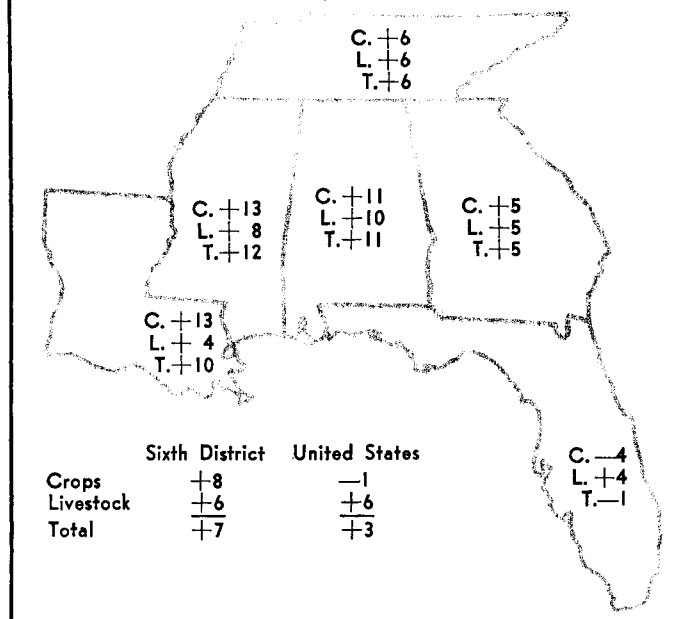 C. +6
L. +6
T. +6
C. +13
L. + 8
T. +12
C. +11
L. +10
T. +11
C. +5
L. +5
T. +5
C. +13
L. + 4
T. +10
C. —4
L. +4
T. —1
Sixth District United States
Crops +8 —1
Livestock +6 +6
Total +7 +3